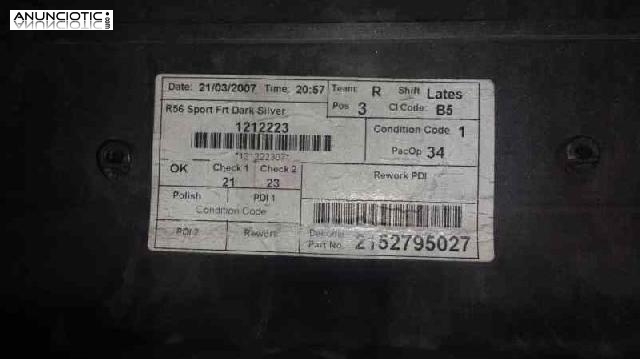 ANUNCIOTIC.com
Date: 21/03/2007 Time: 20:57
Team: R Shift Lates
Pos 3 Cl Code: B5
R56 Sport Frt Dark Silver
1212223
Condition Code 1
PacOp 34
OK Check 1 Check 2
21 23
Rework PDI
Polish PDI 1
Condition Code
PDI 2 Rework
Part No. 2152795027